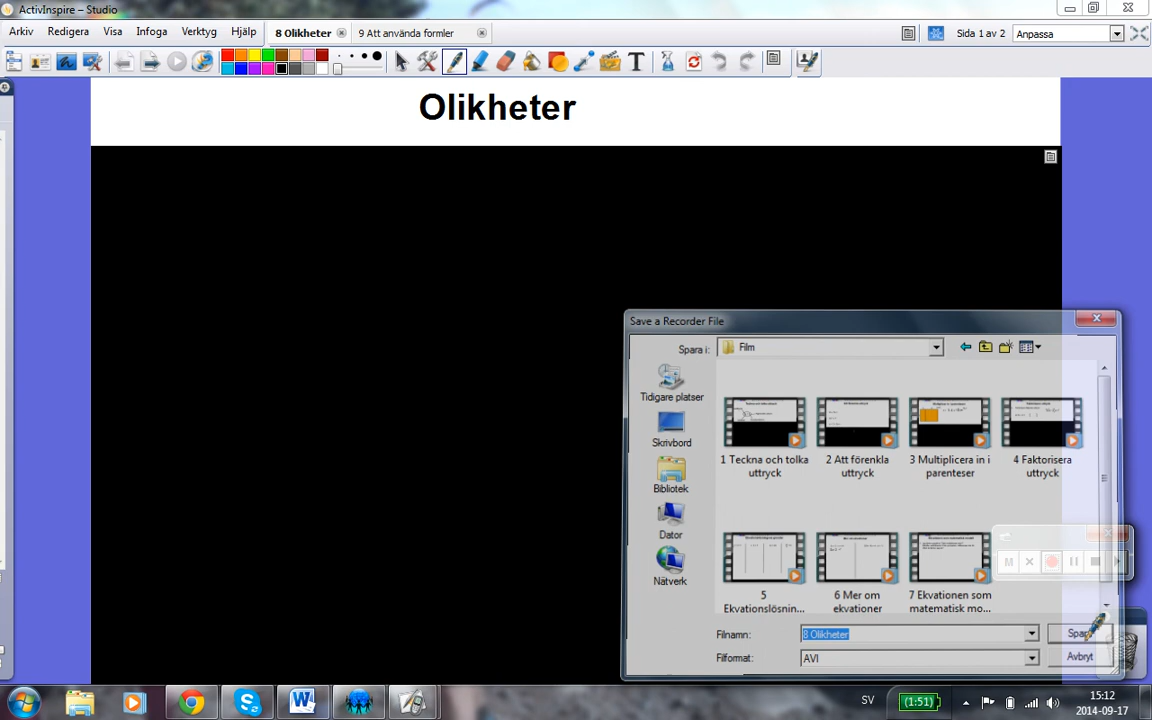 ActivInspire – Studio
Arkiv Redigera Visa Infoga Verktyg Hjälp
8 Olikheter
9 Att använda formler
Sida 1 av 2
Anpassa
Olikheter
Save a Recorder File
Spara i:
Film
Tidigare platser
Skrivbord
Bibliotek
Dator
Nätverk
1 Teckna och tolka
uttryck
2 Att förenkla
uttryck
3 Multiplicera in i
parenteser
4 Faktorisera
uttryck
5
Ekvationslösnin...
6 Mer om
ekvationer
7 Ekvationen som
matematisk mo...
Filnamn:
8 Olikheter
Filformat:
AVI
Avbryt
M
SV
(1:51)
15:12
2014-09-17